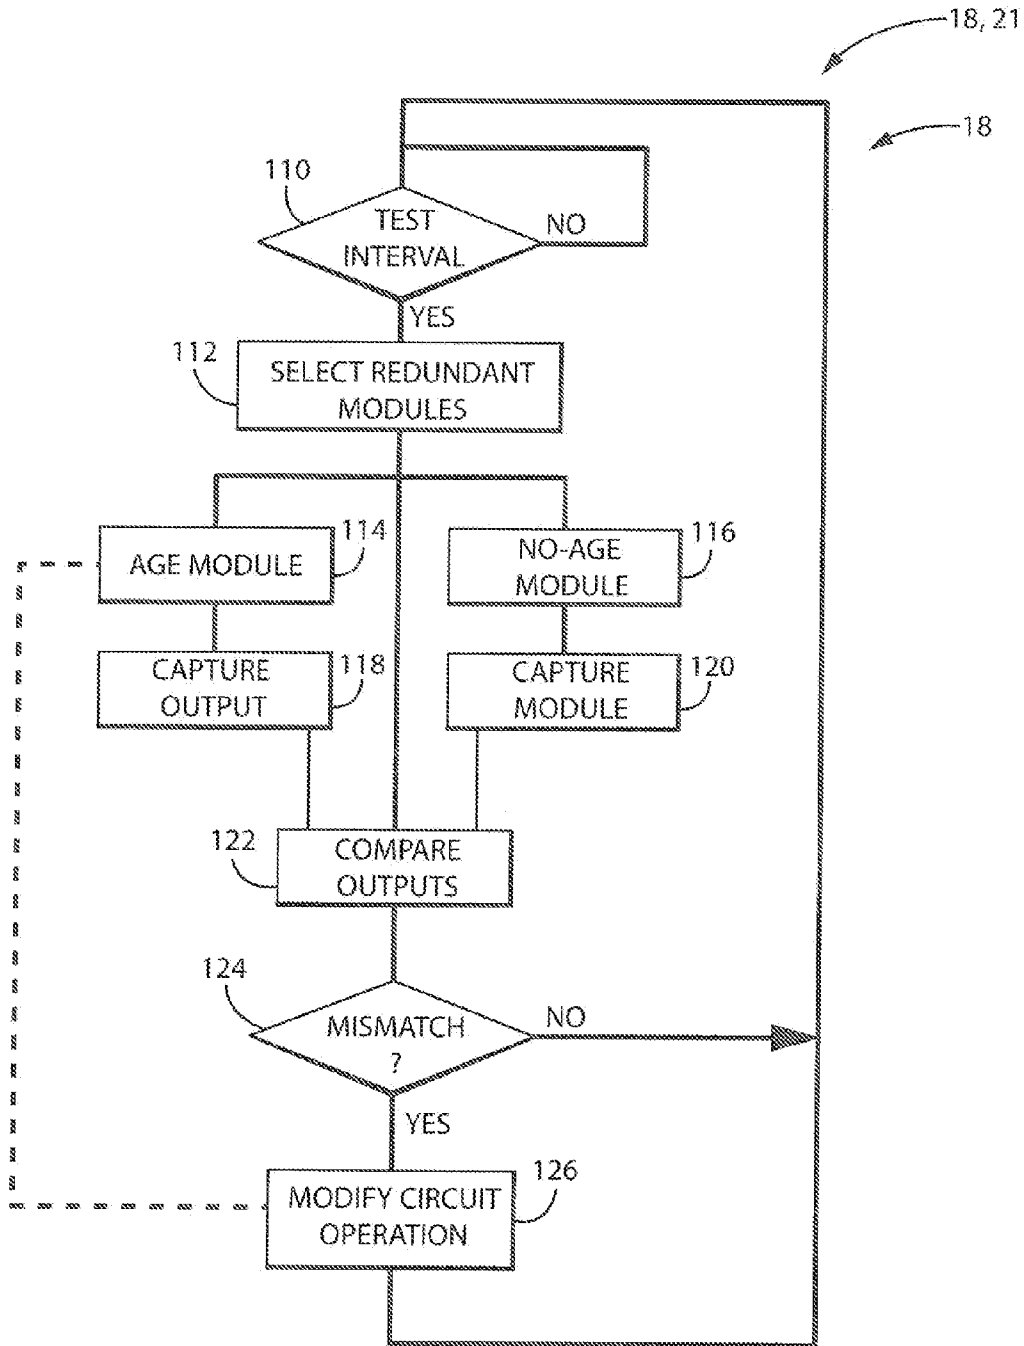 18, 21
18
110
TEST
INTERVAL
NO
YES
112
SELECT REDUNDANT
MODULES
114
AGE MODULE
116
NO-AGE
MODULE
118
CAPTURE
OUTPUT
120
CAPTURE
MODULE
122
COMPARE
OUTPUTS
124
MISMATCH
?
NO
YES
126
MODIFY CIRCUIT
OPERATION